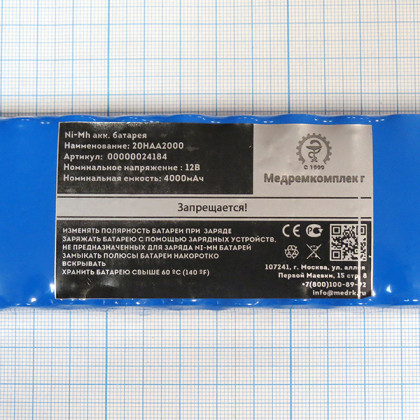 Ni-Mh акк. батарея
Наименование: 20HAA2000
Артикул: 00000024184
Номинальное напряжение: 12В
Номинальная емкость: 4000мАч
С 1990
Медремкомплект
Запрещается!
ИЗМЕНЯТЬ ПОЛЯРНОСТЬ БАТАРЕИ ПРИ ЗАРЯДЕ
ЗАРЯЖАТЬ БАТАРЕЮ С ПОМОЩЬЮ ЗАРЯДНЫХ УСТРОЙСТВ,
НЕ ПРЕДНАЗНАЧЕННЫХ ДЛЯ ЗАРЯДА NI-MH БАТАРЕЙ
ЗАМЫКАТЬ ПОЛЮСЫ БАТАРЕИ НАКОРОТКО
ВСКРЫВАТЬ
ХРАНИТЬ БАТАРЕЮ СВЫШЕ 60 ºC (140 ºF)
CE EAC
107241, г. Москва, ул. аллея
Первой Маевки, 15 стр. 8
+7(800)100-89-92
info@medrk.ru